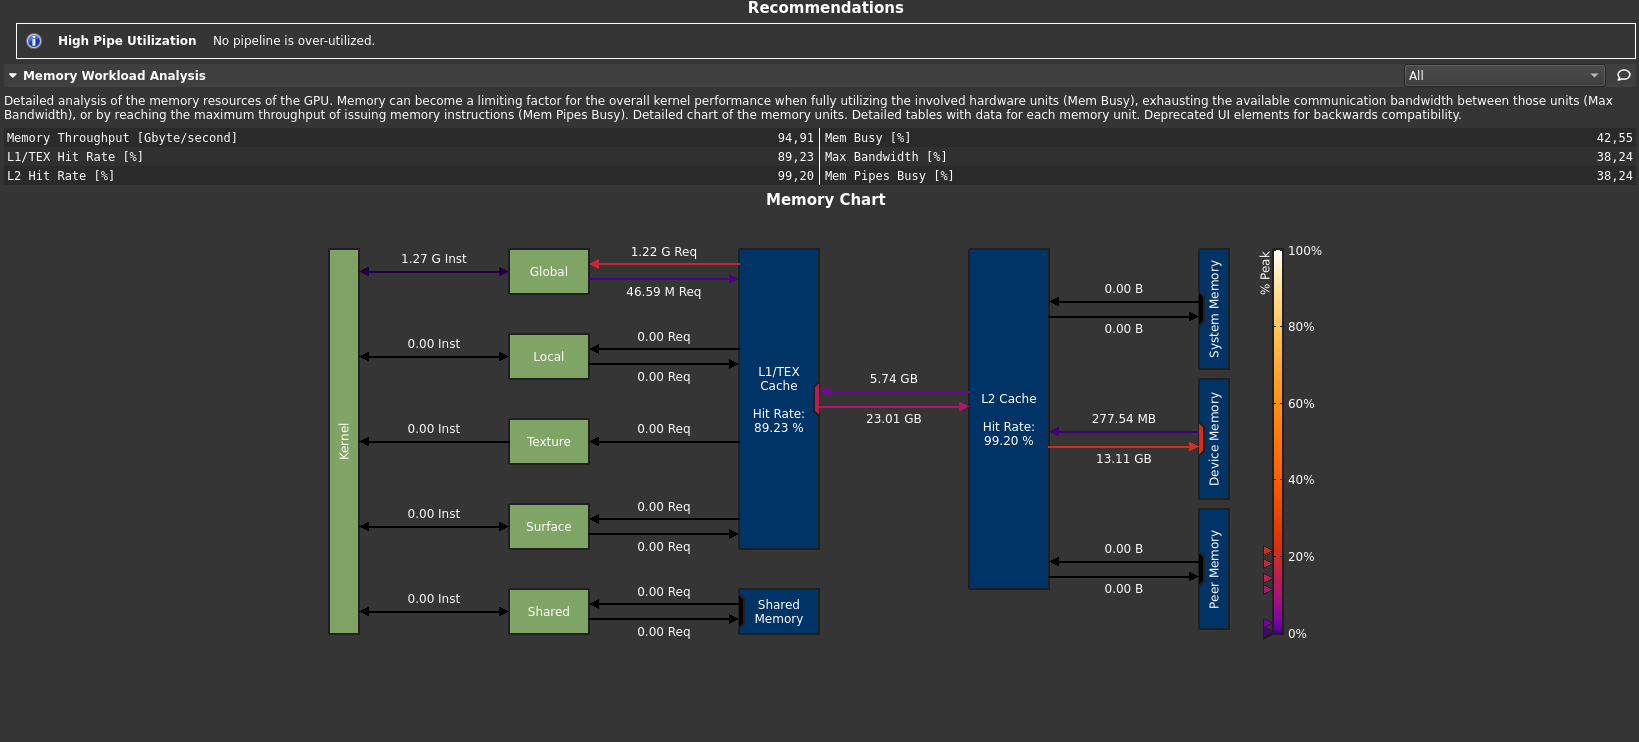 Recommendations
High Pipe Utilization No pipeline is over-utilized.
Memory Workload Analysis
All
Detailed analysis of the memory resources of the GPU. Memory can become a limiting factor for the overall kernel performance when fully utilizing the involved hardware units (Mem Busy), exhausting the available communication bandwidth between those units (Max
Bandwidth), or by reaching the maximum throughput of issuing memory instructions (Mem Pipes Busy). Detailed chart of the memory units. Detailed tables with data for each memory unit. Deprecated UI elements for backwards compatibility.
Memory Throughput [Gbyte/second] 94,91 Mem Busy [%] 42,55
L1/TEX Hit Rate [%] 89,23 Max Bandwidth [%] 38,24
L2 Hit Rate [%] 99,20 Mem Pipes Busy [%] 38,24
Memory Chart
Kernel
1.27 G Inst
0.00 Inst
0.00 Inst
0.00 Inst
0.00 Inst
Global
Local
Texture
Surface
Shared
1.22 G Req
46.59 M Req
0.00 Req
0.00 Req
0.00 Req
0.00 Req
0.00 Req
0.00 Req
0.00 Req
L1/TEX
Cache
Hit Rate:
89.23 %
Shared
Memory
5.74 GB
23.01 GB
L2 Cache
Hit Rate:
99.20 %
0.00 B
0.00 B
277.54 MB
13.11 GB
0.00 B
0.00 B
System Memory
Device Memory
Peer Memory
% Peak
100%
80%
60%
40%
20%
0%